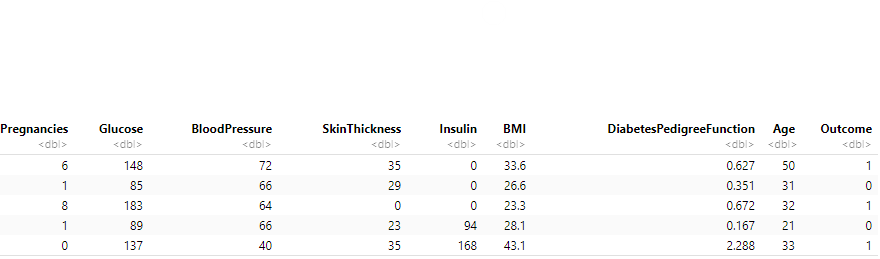 Pregnancies Glucose BloodPressure SkinThickness Insulin BMI DiabetesPedigreeFunction Age Outcome
<dbl> <dbl> <dbl> <dbl> <dbl> <dbl> <dbl> <dbl> <dbl>
6 148 72 35 0 33.6 0.627 50 1
1 85 66 29 0 26.6 0.351 31 0
8 183 64 0 0 23.3 0.672 32 1
1 89 66 23 94 28.1 0.167 21 0
0 137 40 35 168 43.1 2.288 33 1